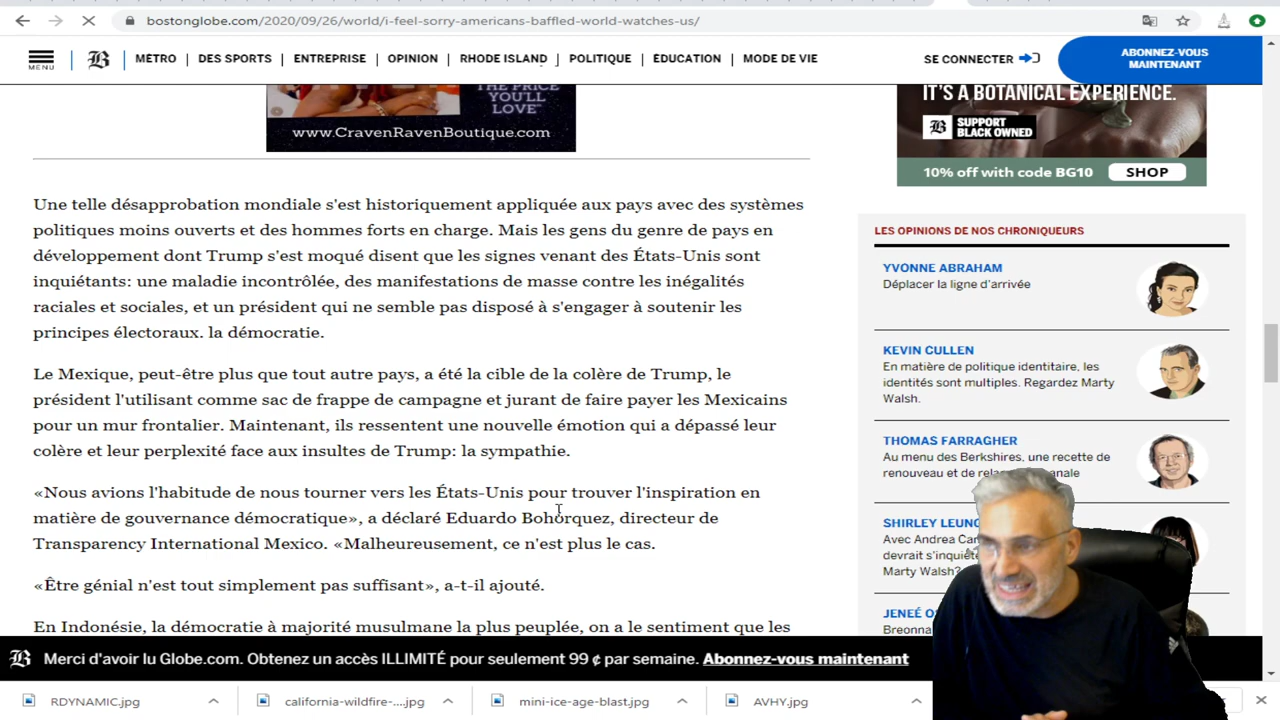 bostonglobe.com/2020/09/26/world/i-feel-sorry-americans-baffled-world-watches-us/
MENU
B
MÉTRO | DES SPORTS | ENTREPRISE | OPINION | RHODE ISLAND | POLITIQUE | ÉDUCATION | MODE DE VIE
SE CONNECTER
ABONNEZ-VOUS
MAINTENANT
THE PRICE
YOU'LL
LOVE"
www.CravenRavenBoutique.com
IT'S A BOTANICAL EXPERIENCE.
B
SUPPORT
BLACK OWNED
10% off with code BG10
SHOP
Une telle désapprobation mondiale s'est historiquement appliquée aux pays avec des systèmes
politiques moins ouverts et des hommes forts en charge. Mais les gens du genre de pays en
développement dont Trump s'est moqué disent que les signes venant des États-Unis sont
inquiétants: une maladie incontrôlée, des manifestations de masse contre les inégalités
raciales et sociales, et un président qui ne semble pas disposé à s'engager à soutenir les
principes électoraux. la démocratie.
Le Mexique, peut-être plus que tout autre pays, a été la cible de la colère de Trump, le
président l'utilisant comme sac de frappe de campagne et jurant de faire payer les Mexicains
pour un mur frontalier. Maintenant, ils ressentent une nouvelle émotion qui a dépassé leur
colère et leur perplexité face aux insultes de Trump: la sympathie.
«Nous avions l'habitude de nous tourner vers les États-Unis pour trouver l'inspiration en
matière de gouvernance démocratique», a déclaré Eduardo Bohórquez, directeur de
Transparency International Mexico. «Malheureusement, ce n'est plus le cas.
«Être génial n'est tout simplement pas suffisant», a-t-il ajouté.
En Indonésie, la démocratie à majorité musulmane la plus peuplée, on a le sentiment que les
LES OPINIONS DE NOS CHRONIQUEURS
YVONNE ABRAHAM
Déplacer la ligne d'arrivée
KEVIN CULLEN
En matière de politique identitaire, les
identités sont multiples. Regardez Marty
Walsh.
THOMAS FARRAGHER
Au menu des Berkshires, une recette de
renouveau et de
SHIRLEY LEUNG
Avec Andrea
devrait
Marty Walsh?
JENEÉ
Breonna
B
Merci d'avoir lu Globe.com. Obtenez un accès ILLIMITÉ pour seulement 99 ¢ par semaine. Abonnez-vous maintenant
RDYNAMIC.jpg
california-wildfire-....jpg
mini-ice-age-blast.jpg
AVHY.jpg